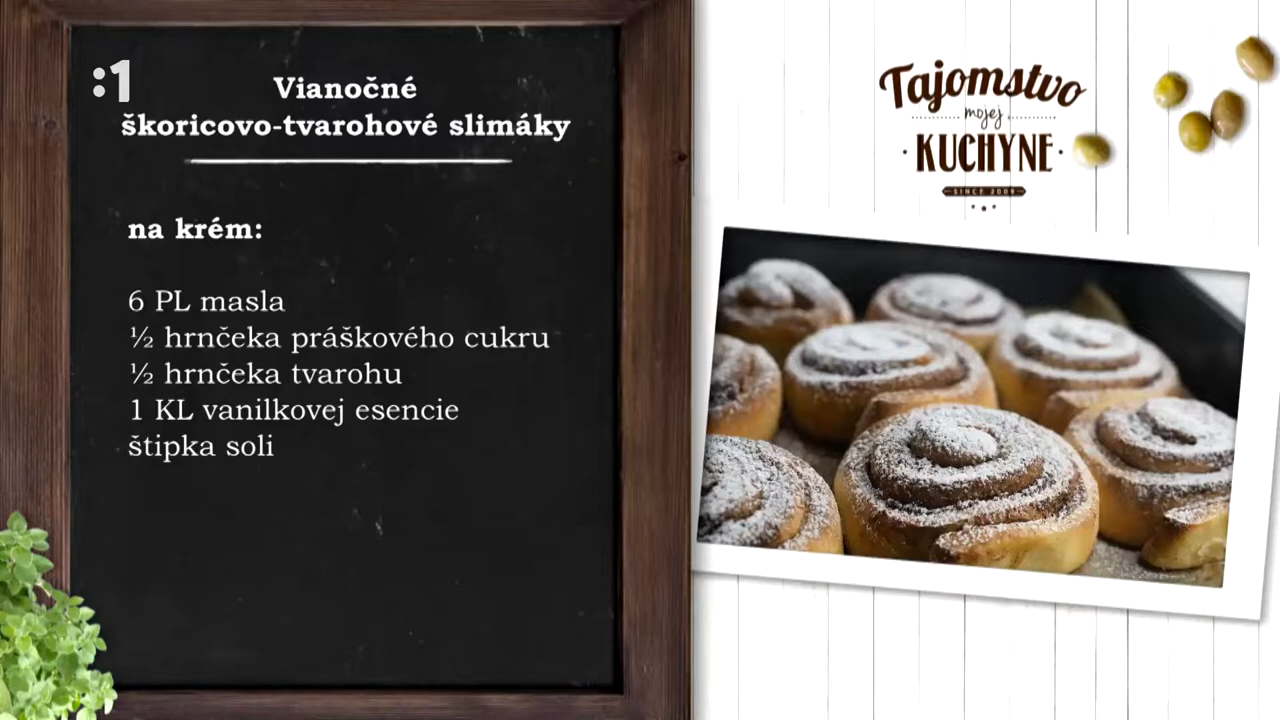 :1
Vianočné
škoricovo-tvarohové slimáky
na krém:
6 PL masla
½ hrnčeka práškového cukru
½ hrnčeka tvarohu
1 KL vanilkovej esencie
štipka soli
Tajomstvo
mojej
KUCHYNE
SINCE 2009